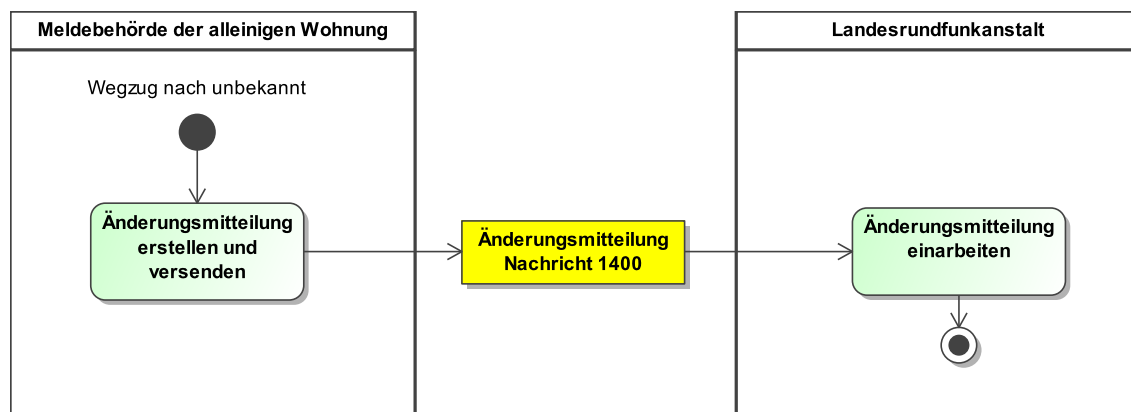 Meldebehörde der alleinigen Wohnung
Landesrundfunkanstalt
Wegzug nach unbekannt
Änderungsmitteilung
erstellen und
versenden
Änderungsmitteilung
Nachricht 1400
Änderungsmitteilung
einarbeiten